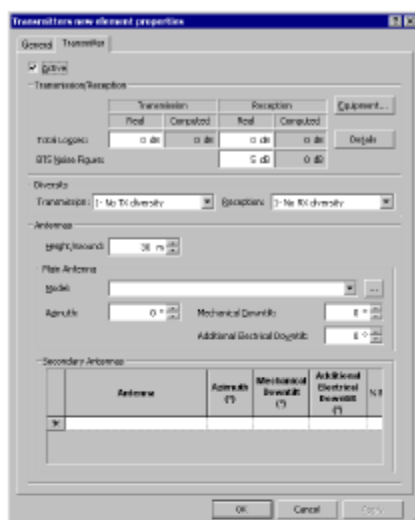 Transmitters new element properties
General Transmitter
Active
Transmission/Reception
Transmission Reception Equipment...
Real Computed Real Computed
Total Losses: 0 dB 0 dB 0 dB 0 dB Details
BTS Noise Figure: 5 dB 0 dB
Diversity
Transmission: 1- No TX diversity Reception: 1- No RX diversity
Antennas
Height/Ground: 30 m
Main Antenna
Model: ...
Azimuth: 0 ° Mechanical Downtilt: 0 °
Additional Electrical Downtilt: 0 °
Secondary Antennas
Antenna Azimuth (°) Mechanical Downtilt (°) Additional Electrical Downtilt (°)
OK Cancel Apply